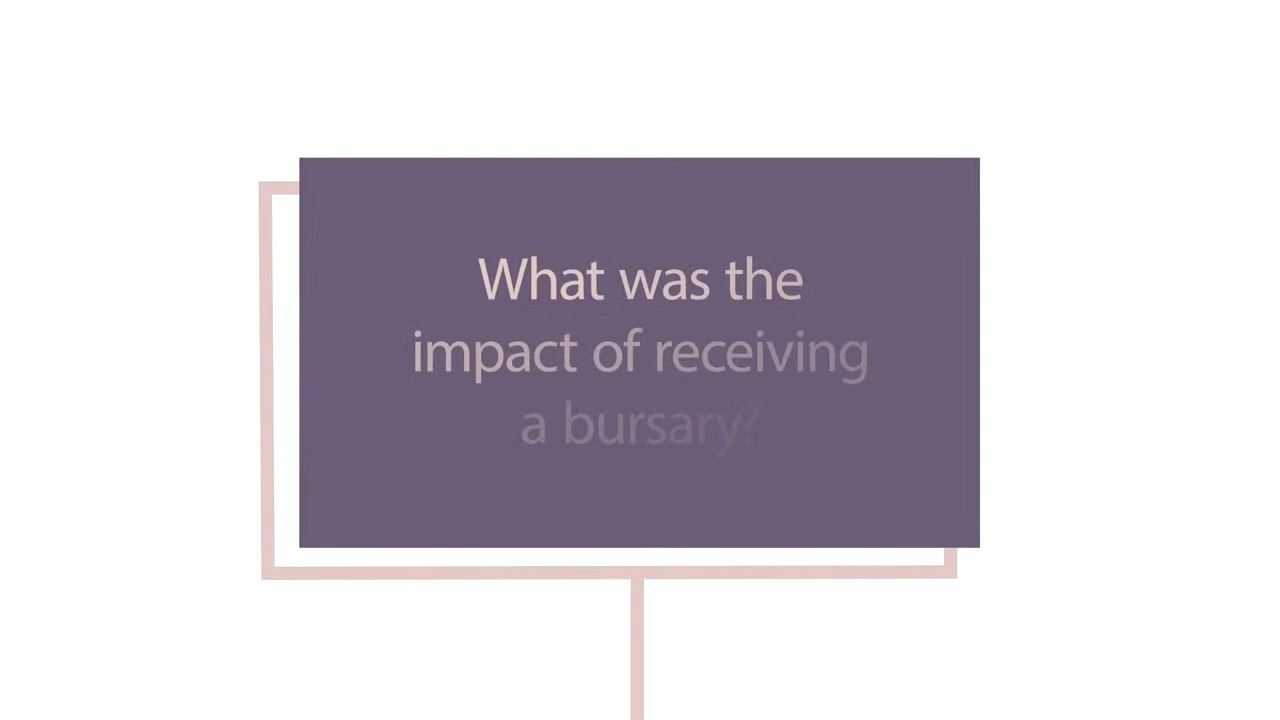 What was the
impact of receiving
a bursary?